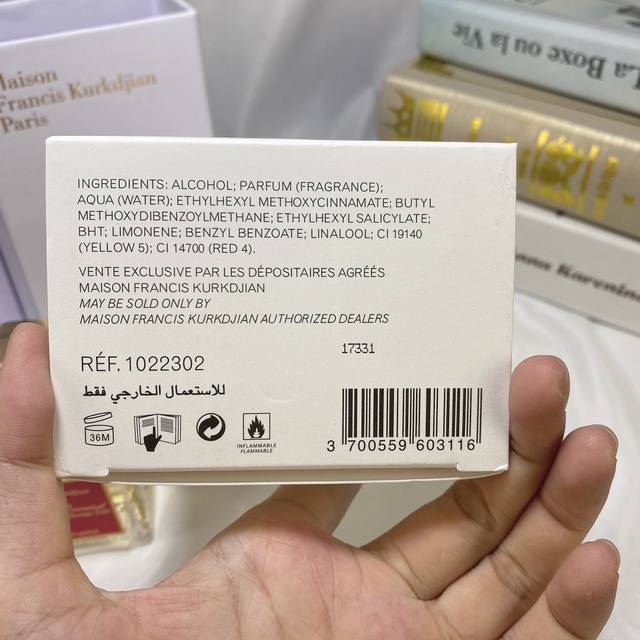 Maison
Francis Kurkdjian
Paris
La Boxe ou la Vie
INGREDIENTS: ALCOHOL; PARFUM (FRAGRANCE);
AQUA (WATER); ETHYLHEXYL METHOXYCINNAMATE; BUTYL
METHOXYDIBENZOYLMETHANE; ETHYLHEXYL SALICYLATE;
BHT; LIMONENE; BENZYL BENZOATE; LINALOOL; CI 19140
(YELLOW 5); CI 14700 (RED 4).
VENTE EXCLUSIVE PAR LES DÉPOSITAIRES AGRÉÉS
MAISON FRANCIS KURKDJIAN
MAY BE SOLD ONLY BY
MAISON FRANCIS KURKDJIAN AUTHORIZED DEALERS
17331
RÉF. 1022302
للاستعمال الخارجي فقط
36M
INFLAMMABLE
FLAMMABLE
3 700559 603116
Karenina